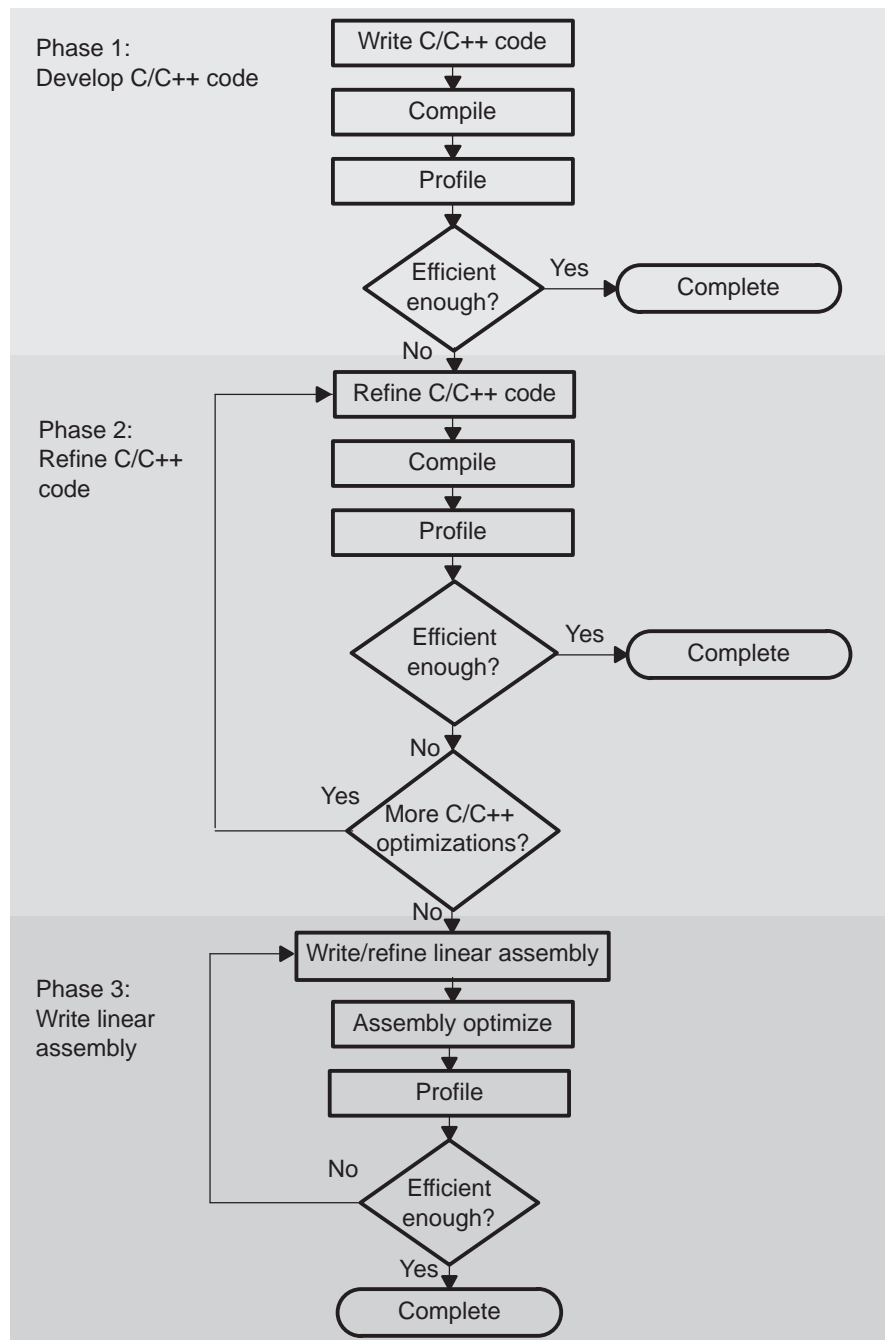 Phase 1:
Develop C/C++ code
Write C/C++ code
Compile
Profile
Efficient
enough?
Yes
Complete
No
Phase 2:
Refine C/C++
code
Refine C/C++ code
Compile
Profile
Efficient
enough?
Yes
Complete
No
Yes
More C/C++
optimizations?
No
Phase 3:
Write linear
assembly
Write/refine linear assembly
Assembly optimize
Profile
No
Efficient
enough?
Yes
Complete